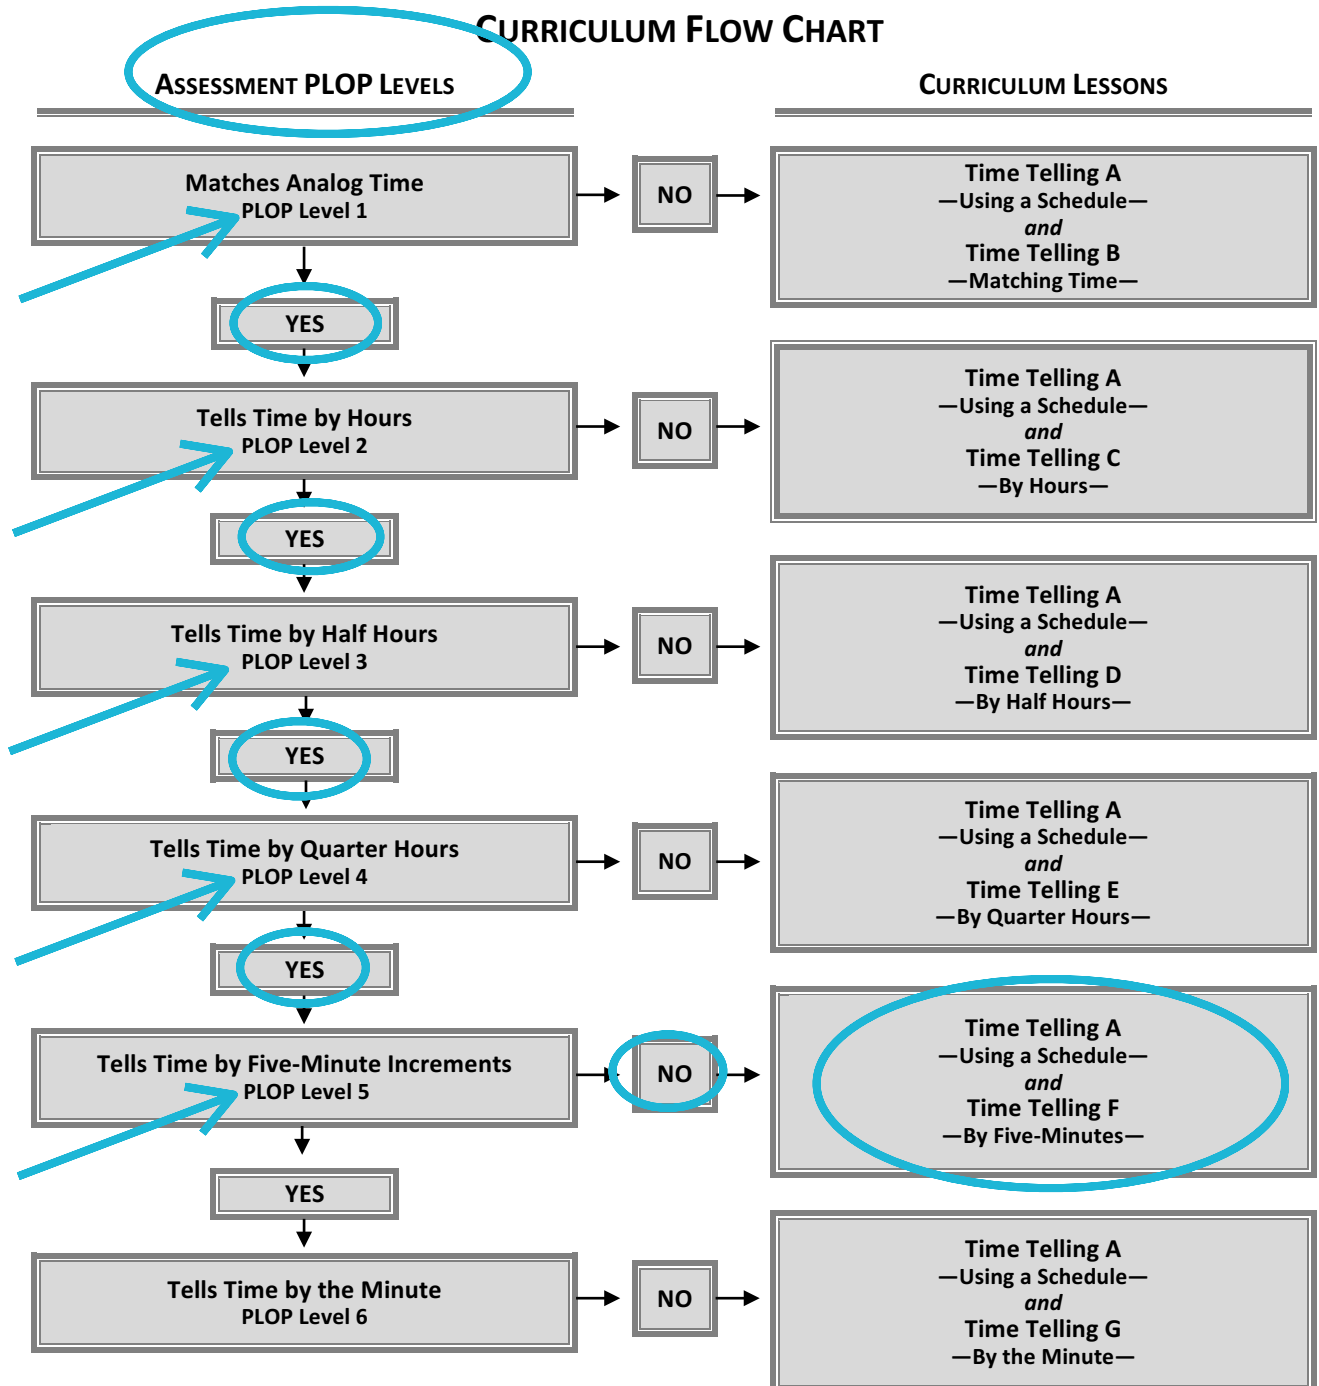 CURRICULUM FLOW CHART
ASSESSMENT PLOP LEVELS
CURRICULUM LESSONS
Matches Analog Time
PLOP Level 1
NO
Time Telling A
—Using a Schedule—
and
Time Telling B
—Matching Time—
YES
Tells Time by Hours
PLOP Level 2
NO
Time Telling A
—Using a Schedule—
and
Time Telling C
—By Hours—
YES
Tells Time by Half Hours
PLOP Level 3
NO
Time Telling A
—Using a Schedule—
and
Time Telling D
—By Half Hours—
YES
Tells Time by Quarter Hours
PLOP Level 4
NO
Time Telling A
—Using a Schedule—
and
Time Telling E
—By Quarter Hours—
YES
Tells Time by Five-Minute Increments
PLOP Level 5
NO
Time Telling A
—Using a Schedule—
and
Time Telling F
—By Five-Minutes—
YES
Tells Time by the Minute
PLOP Level 6
NO
Time Telling A
—Using a Schedule—
and
Time Telling G
—By the Minute—